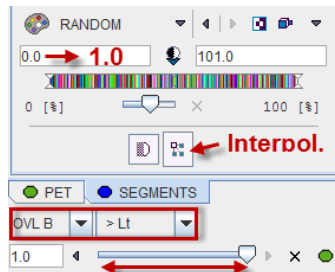 RANDOM
0.0 1.0 101.0
0 [%] 100 [%]
Interpol.
PET SEGMENTS
OVL B > Lt
1.0